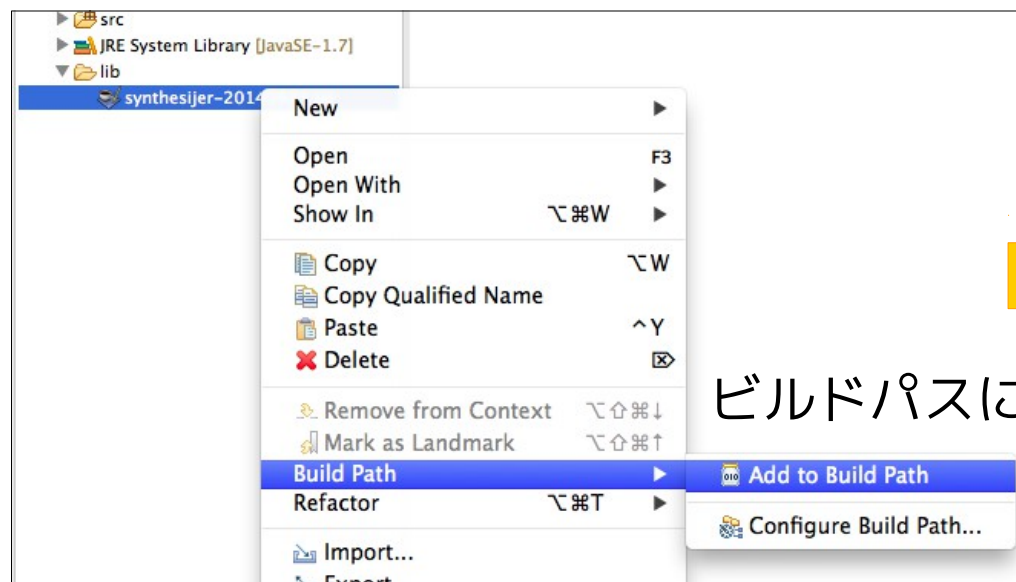 src
JRE System Library [JavaSE-1.7]
lib
synthesijer-2014
New
Open F3
Open With
Show In ⌥⌘W
Copy ⌥W
Copy Qualified Name
Paste ^Y
Delete ⌦
Remove from Context ⌥⇧⌘↓
Mark as Landmark ⌥⇧⌘↑
ビルドパスに
Build Path
Add to Build Path
Refactor ⌥⌘T
Configure Build Path...
Import...